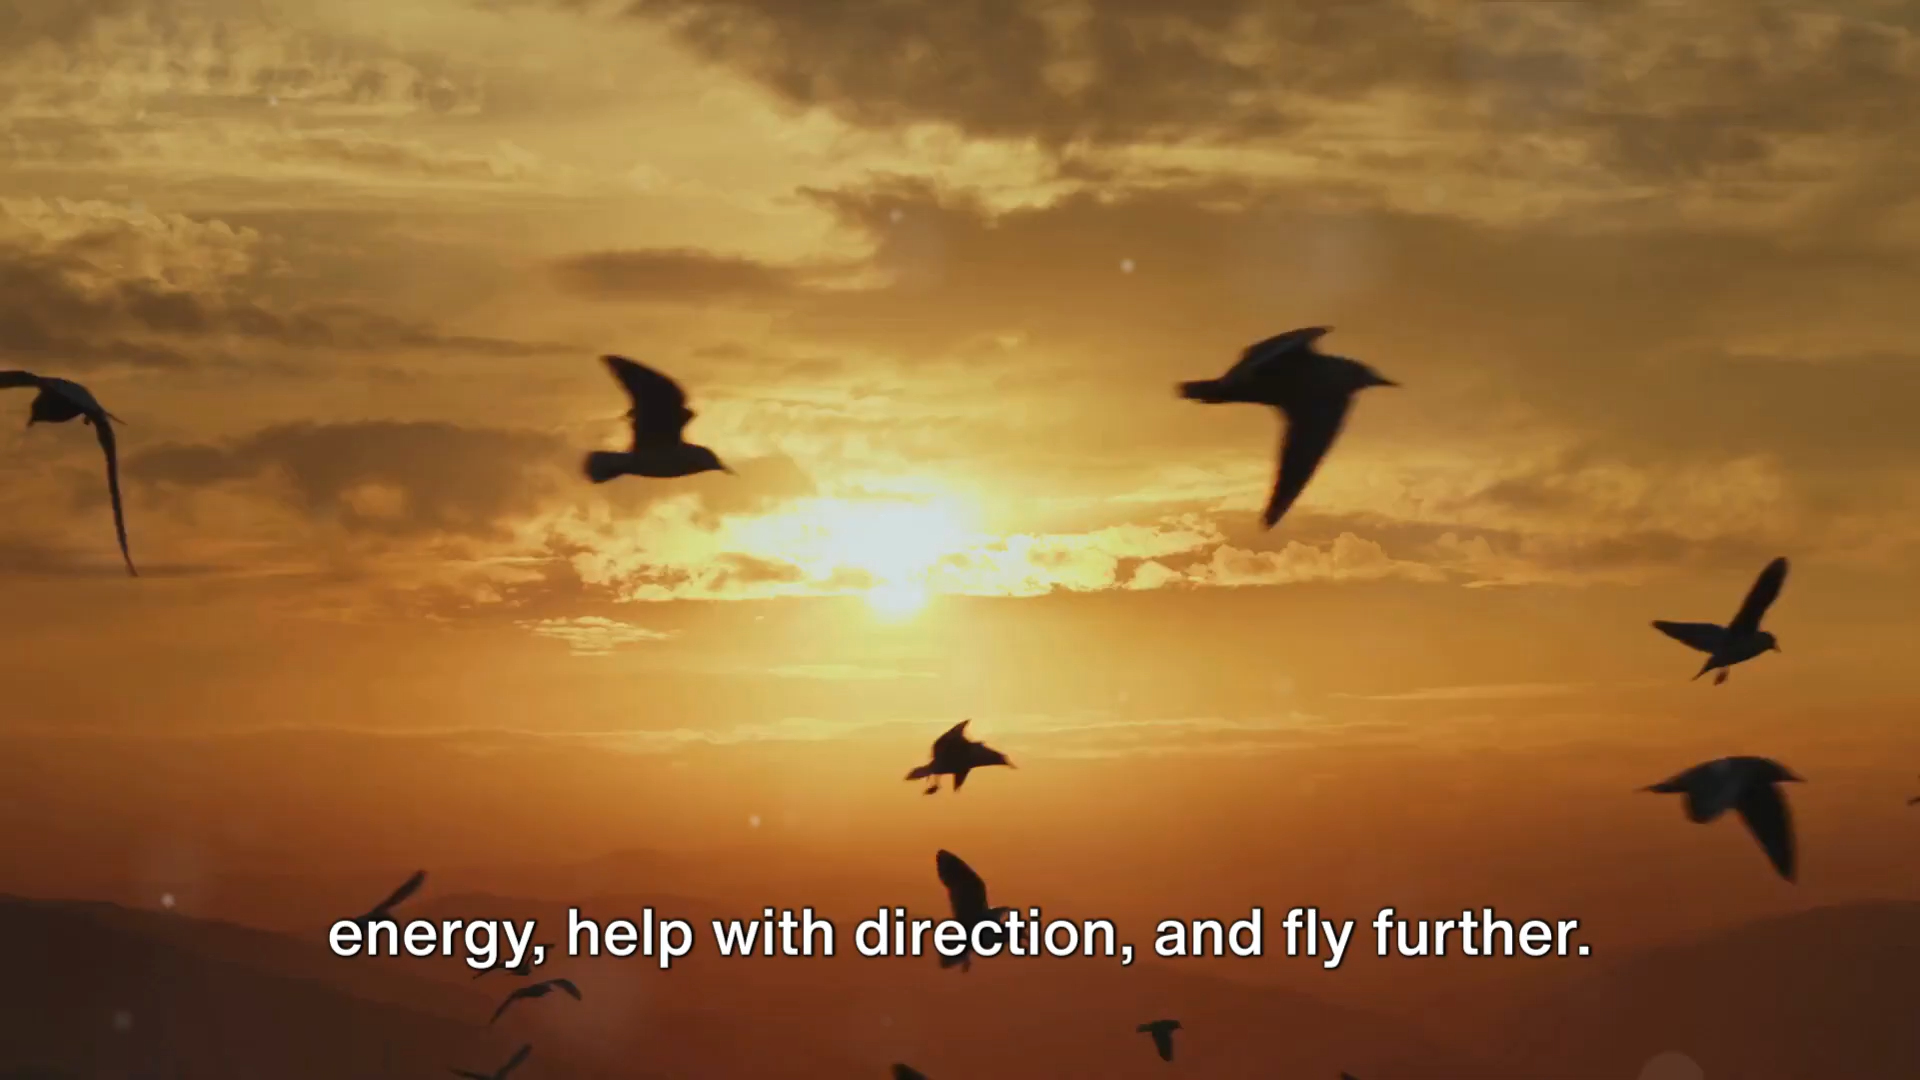 energy, help with direction, and fly further.